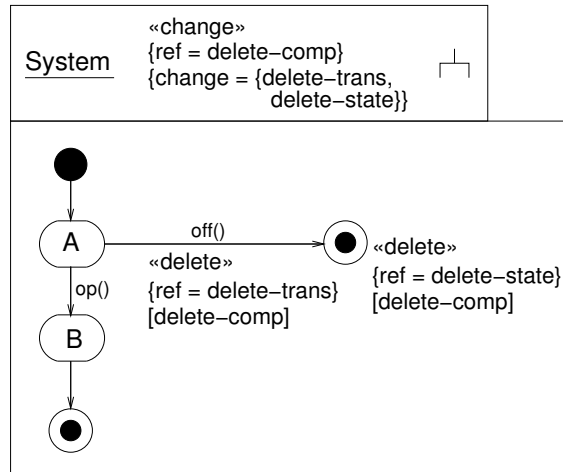 «change»
{ref = delete−comp}
System
{change = {delete−trans,
delete−state}}
A
off()
«delete»
{ref = delete−trans}
[delete−comp]
«delete»
{ref = delete−state}
[delete−comp]
op()
B